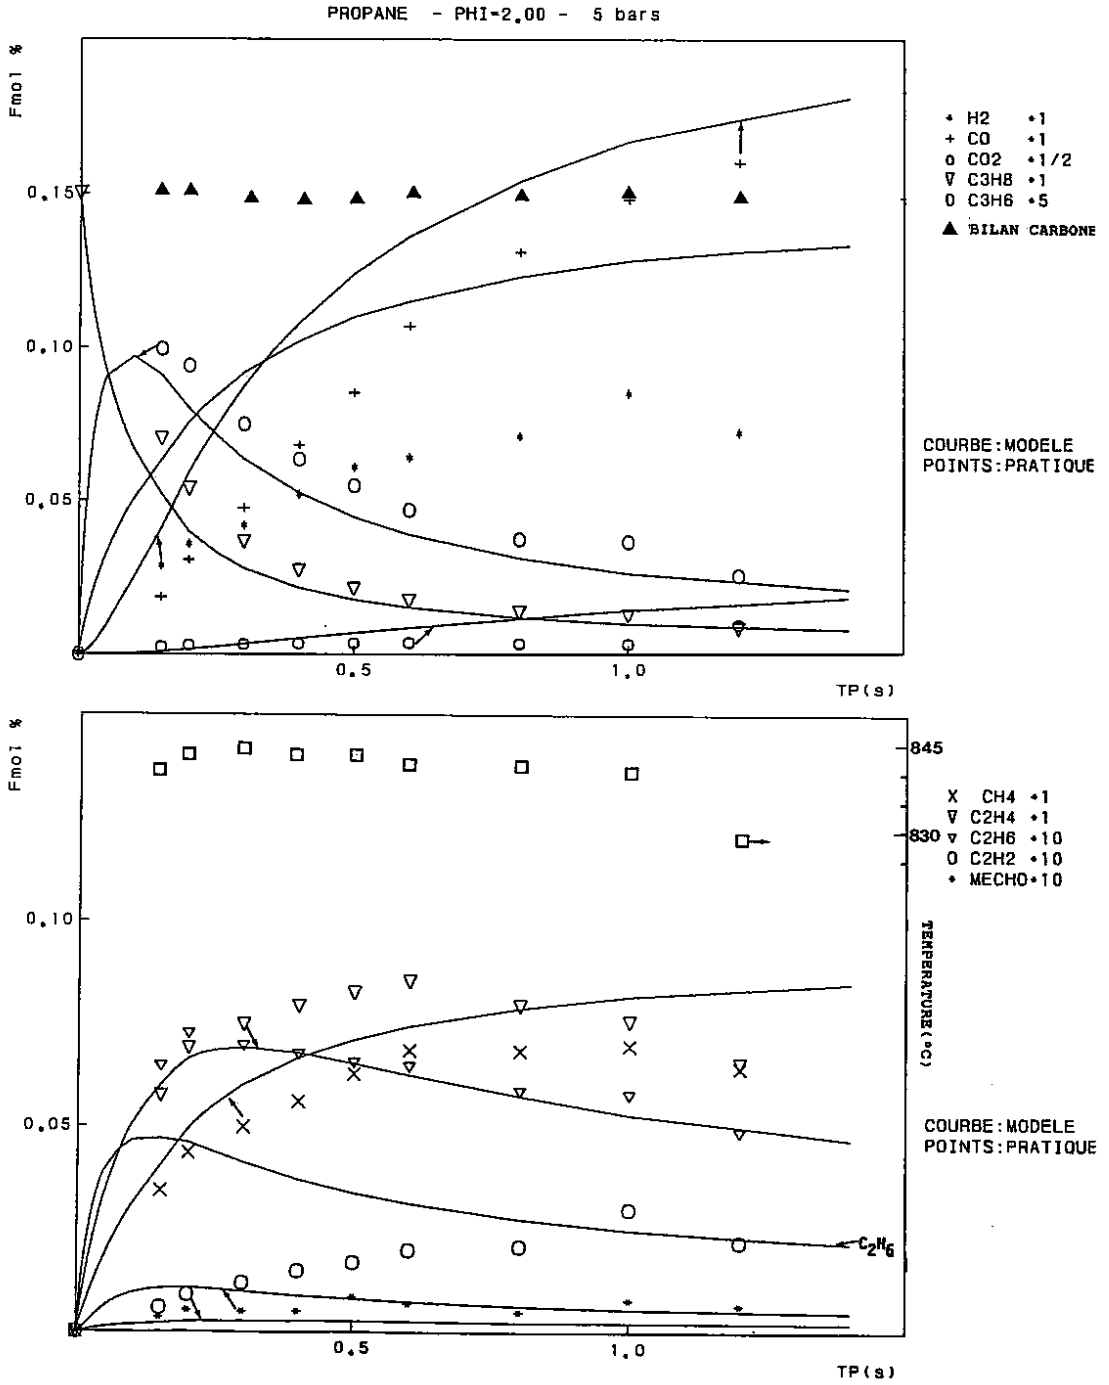 PROPANE - PHI=2.00 - 5 bars
Fmol %
0.15
0.10
0.05
0.5
1.0
TP(s)
* H2 *1
+ CO *1
O CO2 *1/2
▽ C3H8 *1
O C3H6 *5
▲ BILAN CARBONE
COURBE:MODELE
POINTS:PRATIQUE
Fmol %
0.10
0.05
0.5
1.0
TP(s)
845
830
TEMPERATURE(°C)
X CH4 *1
▽ C2H4 *1
▽ C2H6 *10
O C2H2 *10
* MECHO*10
COURBE:MODELE
POINTS:PRATIQUE
C2H6